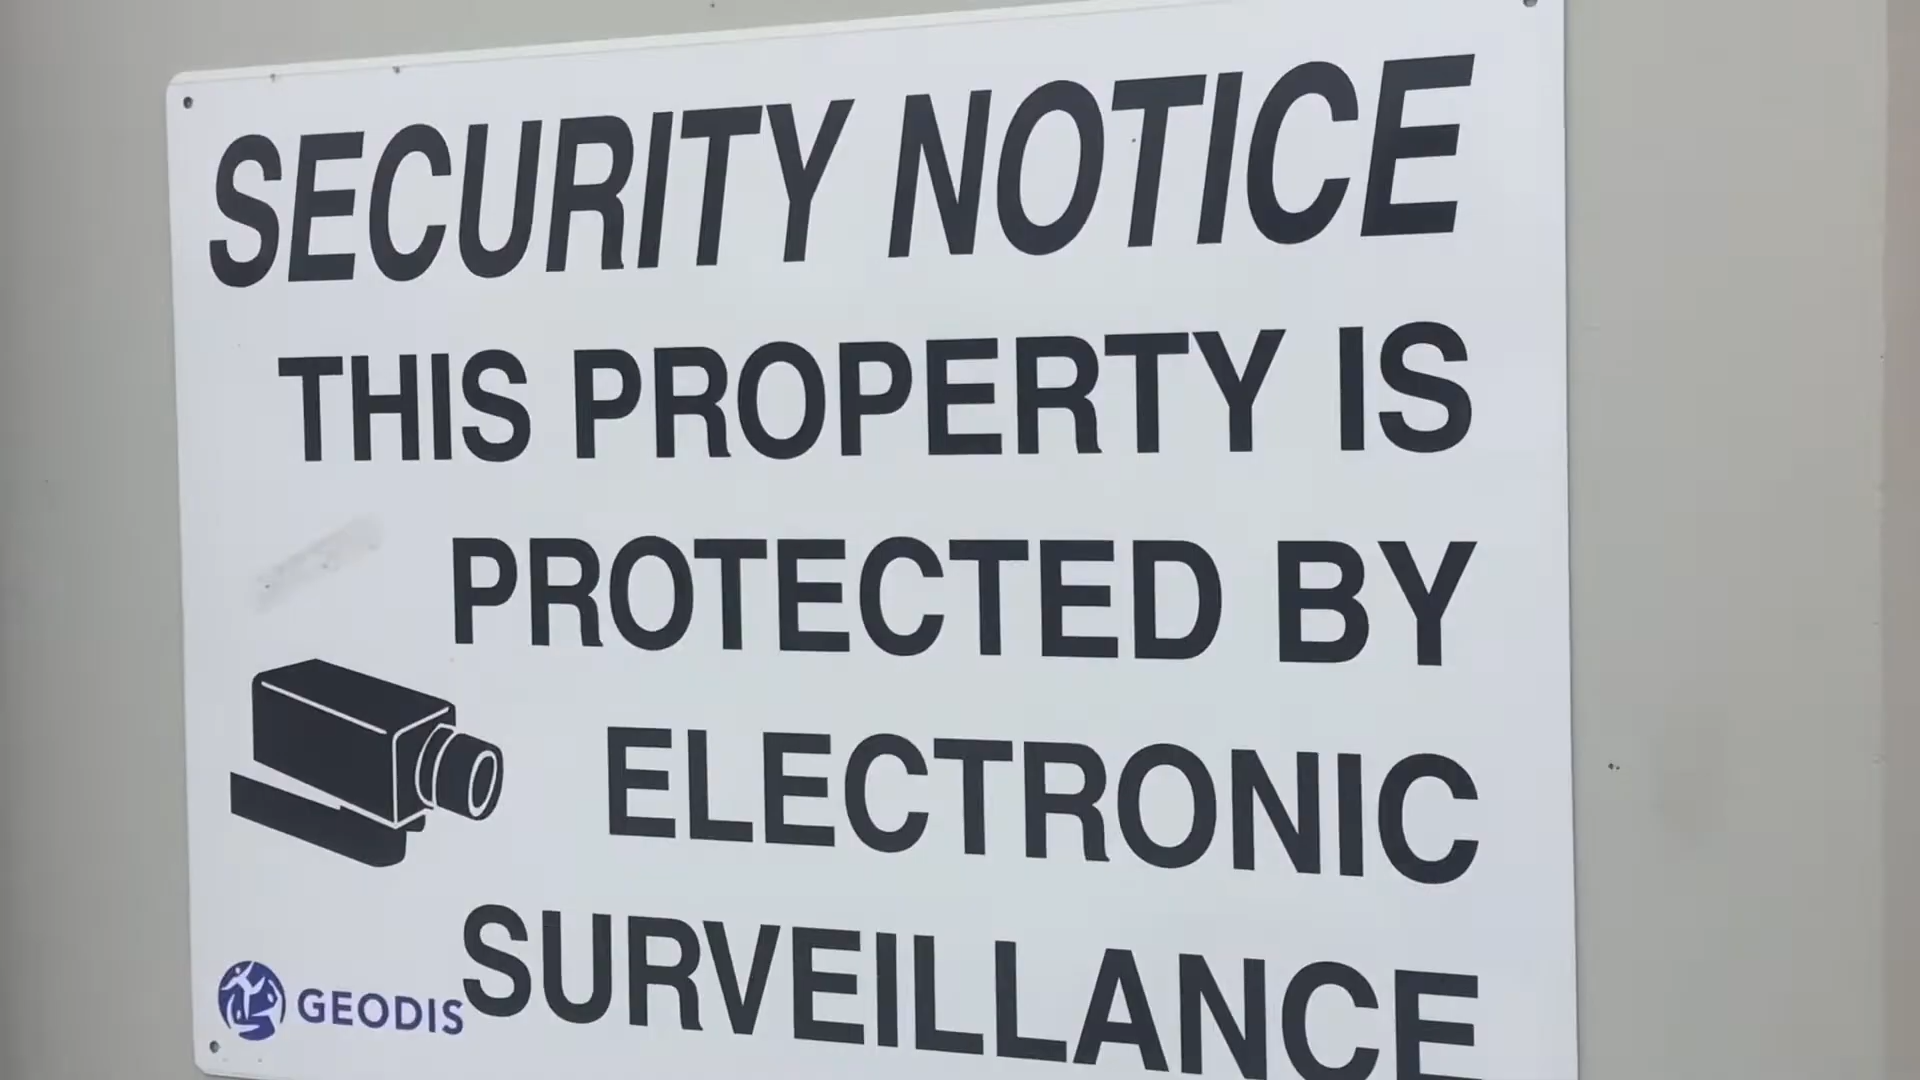 SECURITY NOTICE
THIS PROPERTY IS
PROTECTED BY
ELECTRONIC
SURVEILLANCE
GEODIS